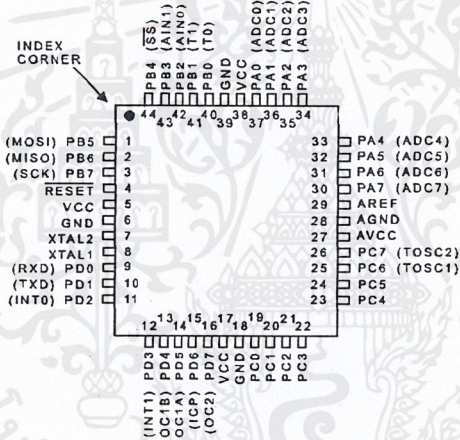 INDEX
CORNER
PB4 (SS)
PB3 (AIN1)
PB2 (AIN0)
PB1 (T1)
PB0 (T0)
GND
VCC
PA0 (ADC0)
PA1 (ADC1)
PA2 (ADC2)
PA3 (ADC3)
44 43 42 41 40 39 38 37 36 35 34
(MOSI) PB5 1
(MISO) PB6 2
(SCK) PB7 3
RESET 4
VCC 5
GND 6
XTAL2 7
XTAL1 8
(RXD) PD0 9
(TXD) PD1 10
(INT0) PD2 11
33 PA4 (ADC4)
32 PA5 (ADC5)
31 PA6 (ADC6)
30 PA7 (ADC7)
29 AREF
28 AGND
27 AVCC
26 PC7 (TOSC2)
25 PC6 (TOSC1)
24 PC5
23 PC4
12 13 14 15 16 17 18 19 20 21 22
(INT1) PD3
OC1B) PD4
OC1A) PD5
(ICP) PD6
(OC2) PD7
VCC
GND
PC0
PC1
PC2
PC3